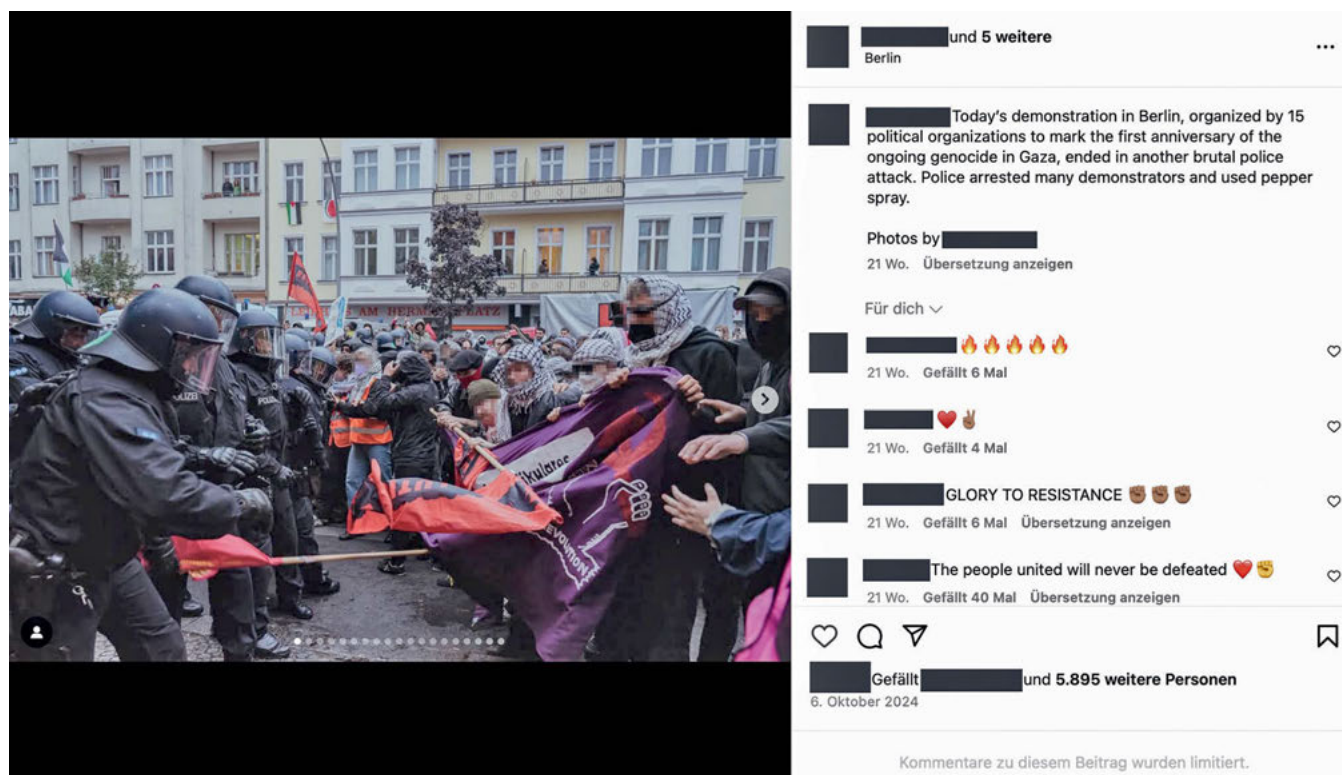 und 5 weitere
Berlin
Today's demonstration in Berlin, organized by 15
political organizations to mark the first anniversary of the
ongoing genocide in Gaza, ended in another brutal police
attack. Police arrested many demonstrators and used pepper
spray.
Photos by
21 Wo. Übersetzung anzeigen
Für dich
21 Wo. Gefällt 6 Mal
21 Wo. Gefällt 4 Mal
GLORY TO RESISTANCE ✊🏾✊🏾✊🏾
21 Wo. Gefällt 6 Mal Übersetzung anzeigen
The people united will never be defeated ❤️✊
21 Wo. Gefällt 40 Mal Übersetzung anzeigen
Gefällt und 5.895 weitere Personen
6. Oktober 2024
Kommentare zu diesem Beitrag wurden limitiert.
AM HERM PLATZ
POLIZEI
EVOLUTION